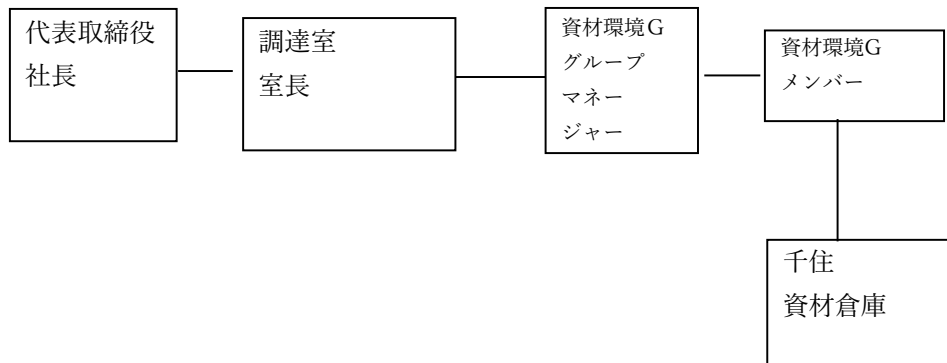 代表取締役
社長
調達室
室長
資材環境Ｇ
グループ
マネー
ジャー
資材環境G
メンバー
千住
資材倉庫